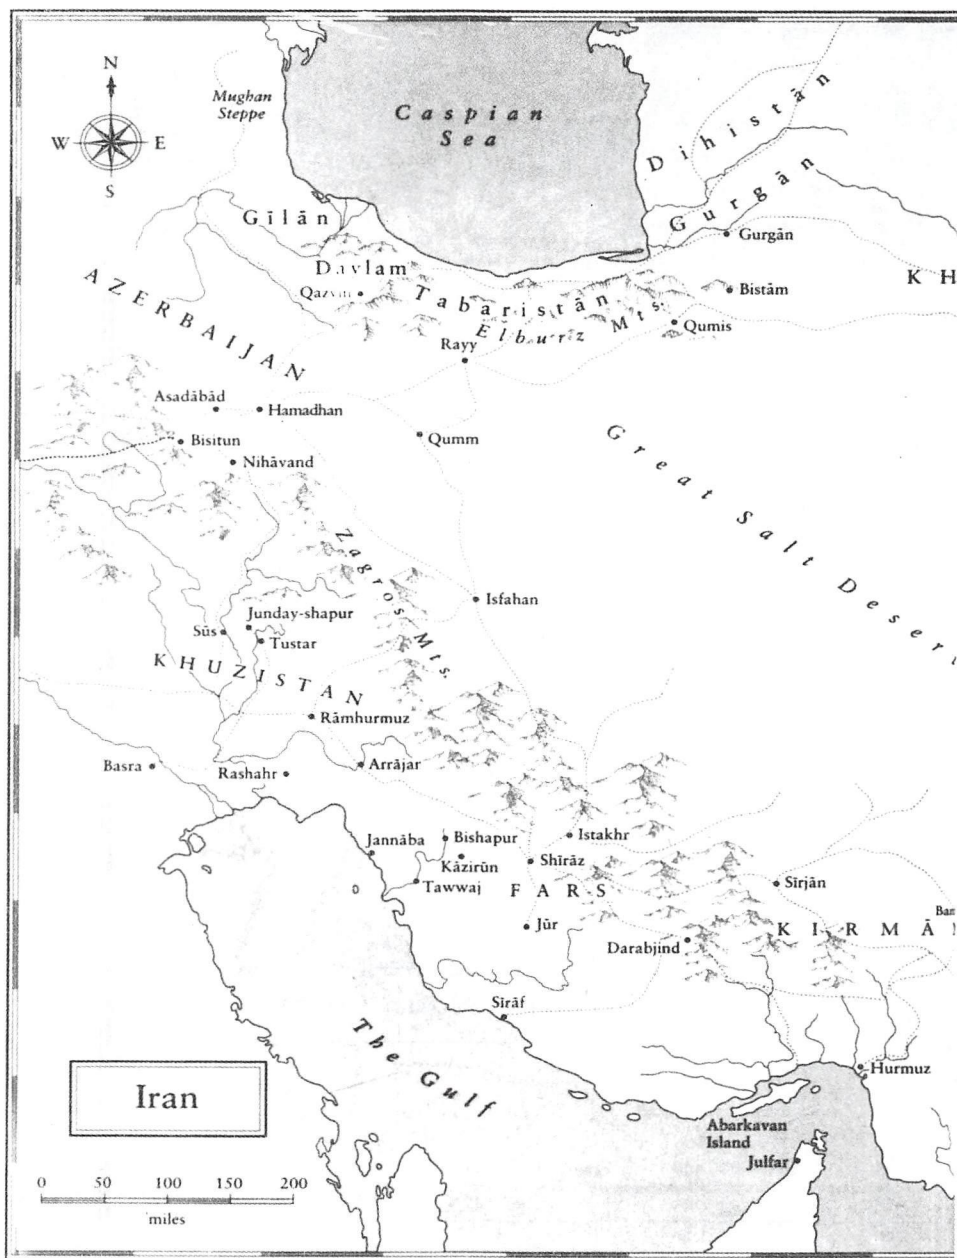 N
W
E
S
Mughan
Steppe
Caspian
Sea
Dihistān
Gurgān
Gīlān
Gurgān
Daylam
Qazvin
Tabaristān
Elburz Mts.
Bistām
KH
AZERBAIJAN
Qumis
Rayy
Asadābād
Hamadhan
Bisitun
Qumm
Nihāvand
Great Salt Desert
Zagros Mts.
Isfahan
Junday-shapur
Sūs
Tustar
KHUZISTAN
Rāmhurmuz
Basra
Rashahr
Arrājar
Jannāba
Bishapur
Istakhr
Kāzirūn
Shīrāz
Tawwaj
FARS
Sīrjān
Jūr
Darabjind
KIRMĀ
Sīrāf
The Gulf
Hurmuz
Iran
Abarkavan
Island
Julfar
0 50 100 150 200
miles